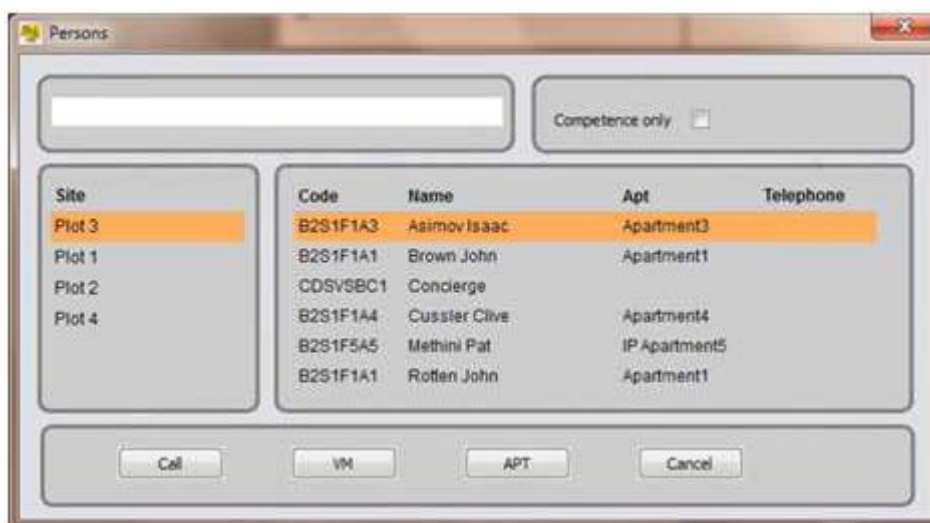 Persons
Competence only
Site
Plot 3
Plot 1
Plot 2
Plot 4
Code Name Apt Telephone
B2S1F1A3 Asimov Isaac Apartment3
B2S1F1A1 Brown John Apartment1
CDSVSBC1 Concierge
B2S1F1A4 Cussler Clive Apartment4
B2S1F5A5 Methini Pat IP Apartment5
B2S1F1A1 Rotten John Apartment1
Call VM APT Cancel